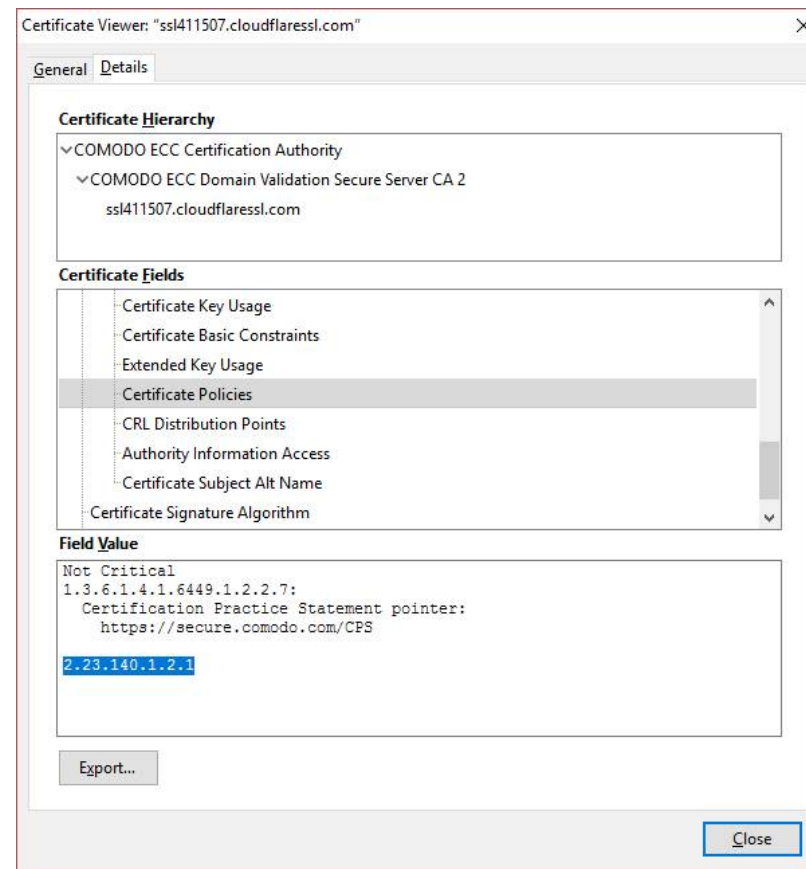 Certificate Viewer: "ssl411507.cloudflaressl.com"
General Details
Certificate Hierarchy
COMODO ECC Certification Authority
COMODO ECC Domain Validation Secure Server CA 2
ssl411507.cloudflaressl.com
Certificate Fields
Certificate Key Usage
Certificate Basic Constraints
Extended Key Usage
Certificate Policies
CRL Distribution Points
Authority Information Access
Certificate Subject Alt Name
Certificate Signature Algorithm
Field Value
Not Critical
1.3.6.1.4.1.6449.1.2.2.7:
Certification Practice Statement pointer:
https://secure.comodo.com/CPS
2.23.140.1.2.1
Export...
Close